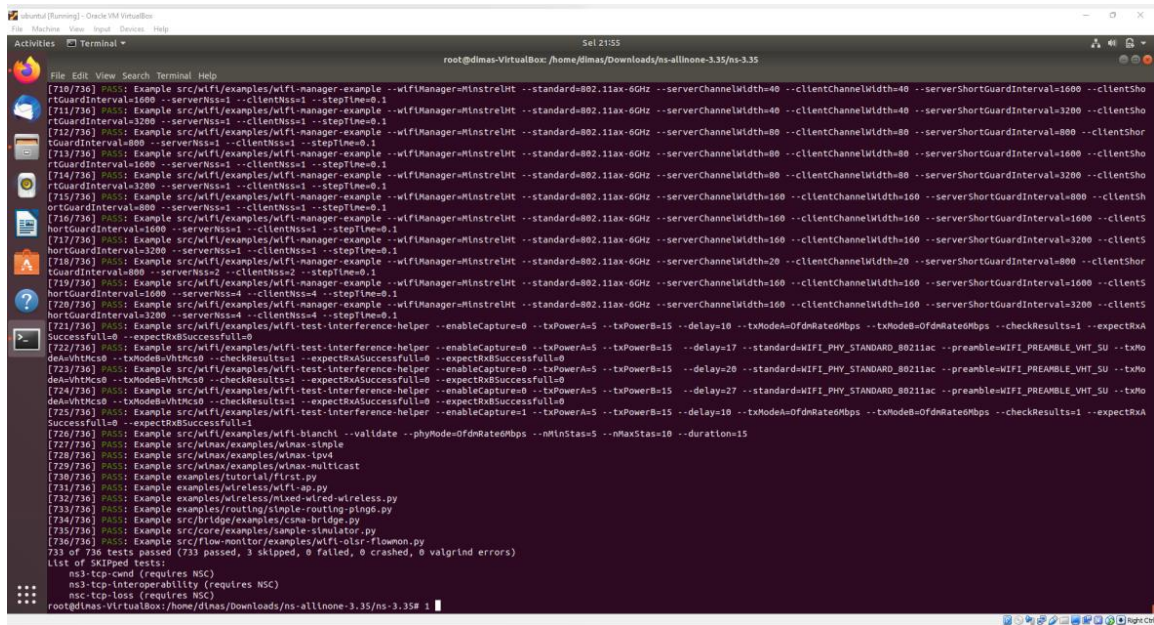 ubuntul [Running] - Oracle VM VirtualBox
File Machine View Input Devices Help
Activities Terminal Sel 21:55
root@dimas-VirtualBox: /home/dimas/Downloads/ns-allinone-3.35/ns-3.35
File Edit View Search Terminal Help
[710/736] PASS: Example src/wifi/examples/wifi-manager-example --wifiManager=MinstrelHt --standard=802.11ax-6GHz --serverChannelWidth=40 --clientChannelWidth=40 --serverShortGuardInterval=1600 --clientSho
rtGuardInterval=1600 --serverNss=1 --clientNss=1 --stepTime=0.1
[711/736] PASS: Example src/wifi/examples/wifi-manager-example --wifiManager=MinstrelHt --standard=802.11ax-6GHz --serverChannelWidth=40 --clientChannelWidth=40 --serverShortGuardInterval=3200 --clientSho
rtGuardInterval=3200 --serverNss=1 --clientNss=1 --stepTime=0.1
[712/736] PASS: Example src/wifi/examples/wifi-manager-example --wifiManager=MinstrelHt --standard=802.11ax-6GHz --serverChannelWidth=80 --clientChannelWidth=80 --serverShortGuardInterval=800 --clientShor
tGuardInterval=800 --serverNss=1 --clientNss=1 --stepTime=0.1
[713/736] PASS: Example src/wifi/examples/wifi-manager-example --wifiManager=MinstrelHt --standard=802.11ax-6GHz --serverChannelWidth=80 --clientChannelWidth=80 --serverShortGuardInterval=1600 --clientSho
rtGuardInterval=1600 --serverNss=1 --clientNss=1 --stepTime=0.1
[714/736] PASS: Example src/wifi/examples/wifi-manager-example --wifiManager=MinstrelHt --standard=802.11ax-6GHz --serverChannelWidth=80 --clientChannelWidth=80 --serverShortGuardInterval=3200 --clientSho
rtGuardInterval=3200 --serverNss=1 --clientNss=1 --stepTime=0.1
[715/736] PASS: Example src/wifi/examples/wifi-manager-example --wifiManager=MinstrelHt --standard=802.11ax-6GHz --serverChannelWidth=160 --clientChannelWidth=160 --serverShortGuardInterval=800 --clientSh
ortGuardInterval=800 --serverNss=1 --clientNss=1 --stepTime=0.1
[716/736] PASS: Example src/wifi/examples/wifi-manager-example --wifiManager=MinstrelHt --standard=802.11ax-6GHz --serverChannelWidth=160 --clientChannelWidth=160 --serverShortGuardInterval=1600 --clientS
hortGuardInterval=1600 --serverNss=1 --clientNss=1 --stepTime=0.1
[717/736] PASS: Example src/wifi/examples/wifi-manager-example --wifiManager=MinstrelHt --standard=802.11ax-6GHz --serverChannelWidth=160 --clientChannelWidth=160 --serverShortGuardInterval=3200 --clientS
hortGuardInterval=3200 --serverNss=1 --clientNss=1 --stepTime=0.1
[718/736] PASS: Example src/wifi/examples/wifi-manager-example --wifiManager=MinstrelHt --standard=802.11ax-6GHz --serverChannelWidth=20 --clientChannelWidth=20 --serverShortGuardInterval=800 --clientShor
tGuardInterval=800 --serverNss=2 --clientNss=2 --stepTime=0.1
[719/736] PASS: Example src/wifi/examples/wifi-manager-example --wifiManager=MinstrelHt --standard=802.11ax-6GHz --serverChannelWidth=160 --clientChannelWidth=160 --serverShortGuardInterval=1600 --clientS
hortGuardInterval=1600 --serverNss=4 --clientNss=4 --stepTime=0.1
[720/736] PASS: Example src/wifi/examples/wifi-manager-example --wifiManager=MinstrelHt --standard=802.11ax-6GHz --serverChannelWidth=160 --clientChannelWidth=160 --serverShortGuardInterval=3200 --clientS
hortGuardInterval=3200 --serverNss=4 --clientNss=4 --stepTime=0.1
[721/736] PASS: Example src/wifi/examples/wifi-test-interference-helper --enableCapture=0 --txPowerA=5 --txPowerB=15 --delay=10 --txModeA=OfdmRate6Mbps --txModeB=OfdmRate6Mbps --checkResults=1 --expectRxA
Successfull=0 --expectRxBSuccessfull=0
[722/736] PASS: Example src/wifi/examples/wifi-test-interference-helper --enableCapture=0 --txPowerA=5 --txPowerB=15 --delay=17 --standard=WIFI_PHY_STANDARD_80211ac --preamble=WIFI_PREAMBLE_VHT_SU --txMo
deA=VhtMcs0 --txModeB=VhtMcs0 --checkResults=1 --expectRxASuccessfull=0 --expectRxBSuccessfull=0
[723/736] PASS: Example src/wifi/examples/wifi-test-interference-helper --enableCapture=0 --txPowerA=5 --txPowerB=15 --delay=20 --standard=WIFI_PHY_STANDARD_80211ac --preamble=WIFI_PREAMBLE_VHT_SU --txMo
deA=VhtMcs0 --txModeB=VhtMcs0 --checkResults=1 --expectRxASuccessfull=0 --expectRxBSuccessfull=0
[724/736] PASS: Example src/wifi/examples/wifi-test-interference-helper --enableCapture=0 --txPowerA=5 --txPowerB=15 --delay=27 --standard=WIFI_PHY_STANDARD_80211ac --preamble=WIFI_PREAMBLE_VHT_SU --txMo
deA=VhtMcs0 --txModeB=VhtMcs0 --checkResults=1 --expectRxASuccessfull=0 --expectRxBSuccessfull=0
[725/736] PASS: Example src/wifi/examples/wifi-test-interference-helper --enableCapture=1 --txPowerA=5 --txPowerB=15 --delay=10 --txModeA=OfdmRate6Mbps --txModeB=OfdmRate6Mbps --checkResults=1 --expectRxA
Successfull=0 --expectRxBSuccessfull=1
[726/736] PASS: Example src/wifi/examples/wifi-bianchi --validate --phyMode=OfdmRate6Mbps --nMinStas=5 --nMaxStas=10 --duration=15
[727/736] PASS: Example src/wimax/examples/wimax-simple
[728/736] PASS: Example src/wimax/examples/wimax-ipv4
[729/736] PASS: Example src/wimax/examples/wimax-multicast
[730/736] PASS: Example examples/tutorial/first.py
[731/736] PASS: Example examples/wireless/wifi-ap.py
[732/736] PASS: Example examples/wireless/mixed-wired-wireless.py
[733/736] PASS: Example examples/routing/simple-routing-ping6.py
[734/736] PASS: Example src/bridge/examples/csma-bridge.py
[735/736] PASS: Example src/core/examples/sample-simulator.py
[736/736] PASS: Example src/flow-monitor/examples/wifi-olsr-flowmon.py
733 of 736 tests passed (733 passed, 3 skipped, 0 failed, 0 crashed, 0 valgrind errors)
List of SKIPped tests:
ns3-tcp-cwnd (requires NSC)
ns3-tcp-interoperability (requires NSC)
nsc-tcp-loss (requires NSC)
root@dimas-VirtualBox:/home/dimas/Downloads/ns-allinone-3.35/ns-3.35# 1
Right Ctrl